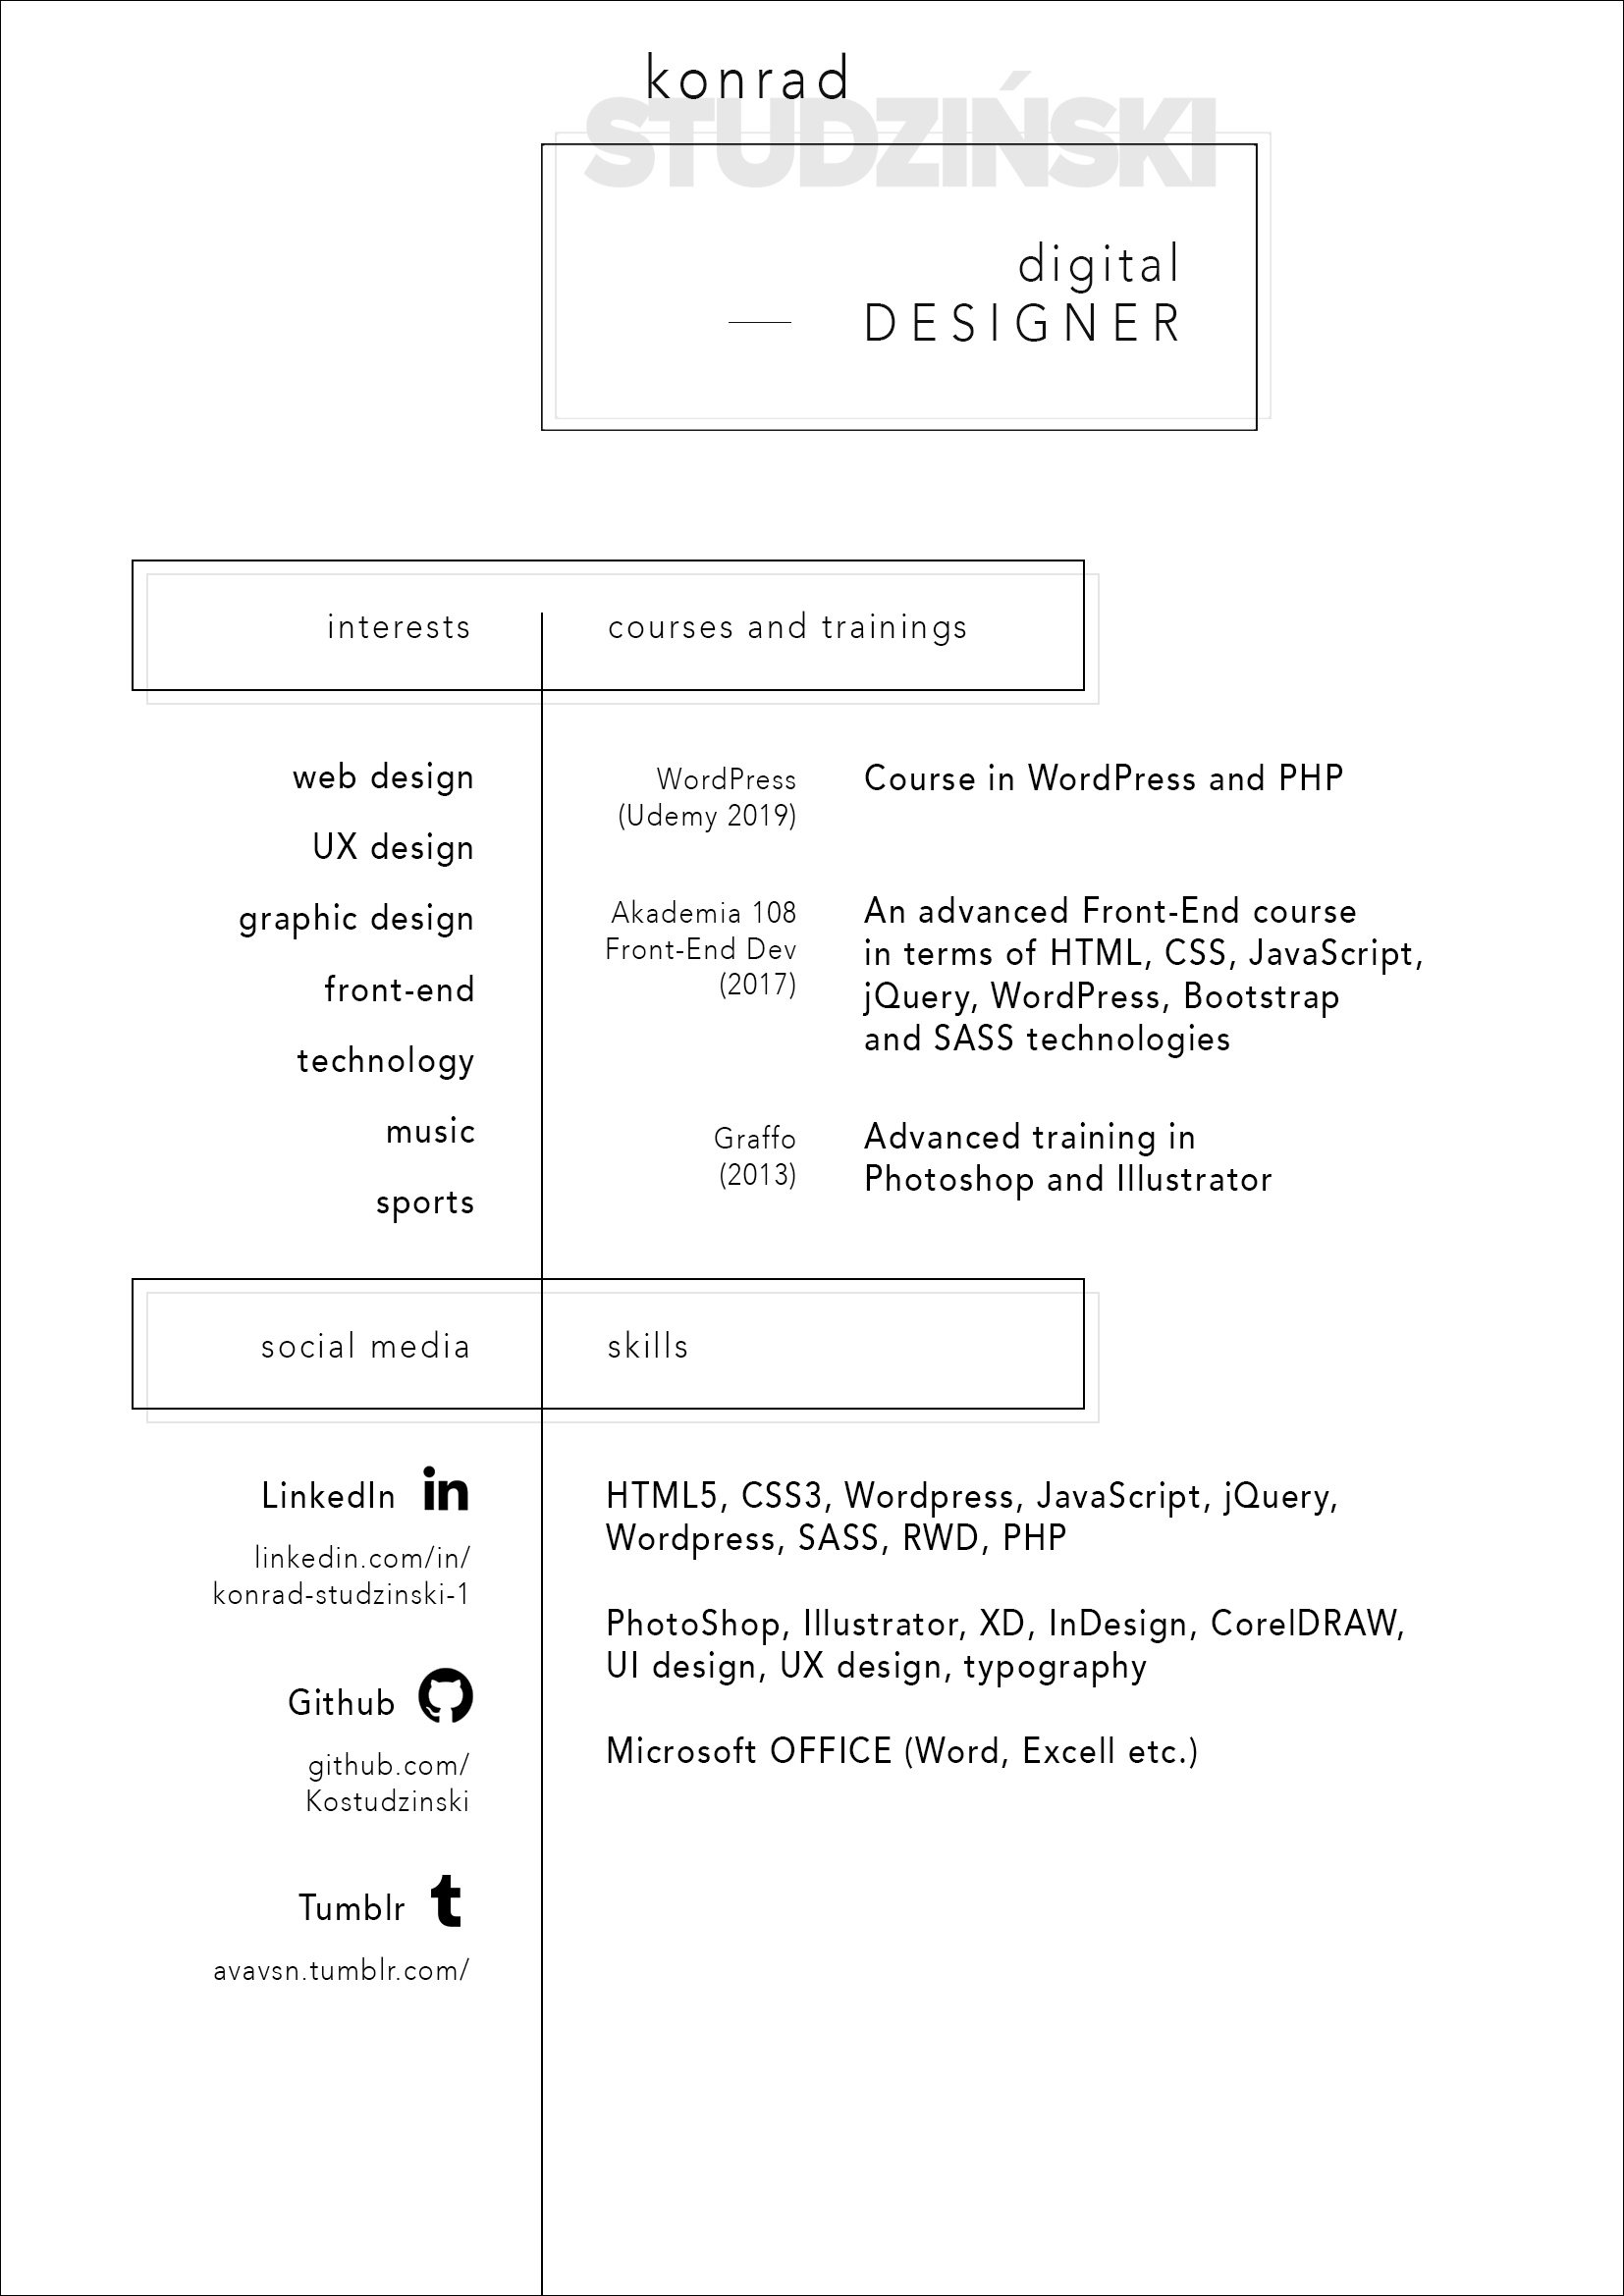 konrad
STUDZIŃSKI
digital
DESIGNER
interests
web design
UX design
graphic design
front-end
technology
music
sports
courses and trainings
WordPress
(Udemy 2019)
Course in WordPress and PHP
Akademia 108
Front-End Dev
(2017)
An advanced Front-End course
in terms of HTML, CSS, JavaScript,
jQuery, WordPress, Bootstrap
and SASS technologies
Graffo
(2013)
Advanced training in
Photoshop and Illustrator
social media
LinkedIn in
linkedin.com/in/
konrad-studzinski-1
Github
github.com/
Kostudzinski
Tumblr t
avavsn.tumblr.com/
skills
HTML5, CSS3, Wordpress, JavaScript, jQuery,
Wordpress, SASS, RWD, PHP
PhotoShop, Illustrator, XD, InDesign, CorelDRAW,
UI design, UX design, typography
Microsoft OFFICE (Word, Excell etc.)